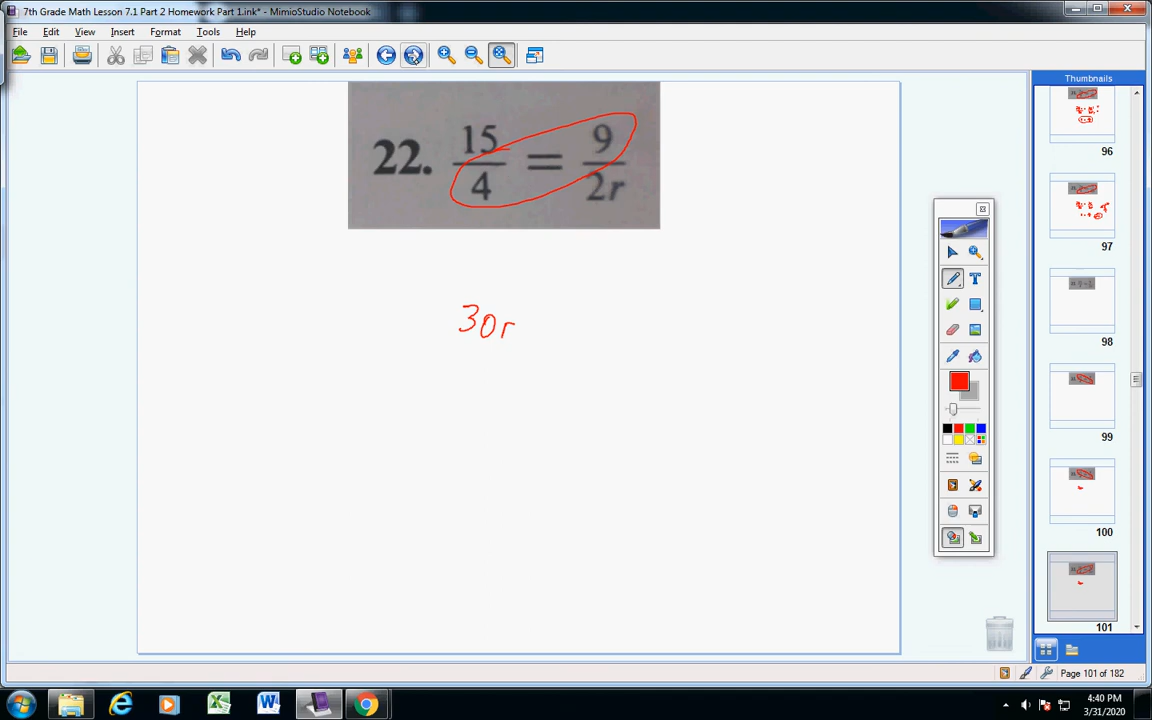 7th Grade Math Lesson 7.1 Part 2 Homework Part 1.ink* - MimioStudio Notebook
File Edit View Insert Format Tools Help
Thumbnails
22. 15/4 = 9/2r
30r
96
97
98
99
100
101
T
Page 101 of 182
4:40 PM
3/31/2020